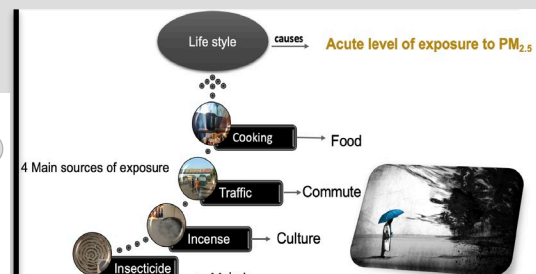 Life style
causes
Acute level of exposure to PM2.5
Cooking
Food
4 Main sources of exposure
Traffic
Commute
Incense
Culture
Insecticide